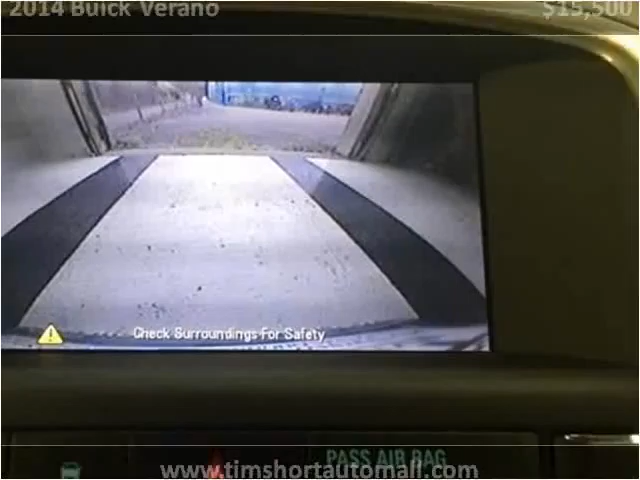 2014 Buick Verano $15,500
Check Surroundings For Safety
PASS AIR BAG
www.timshortautomall.com